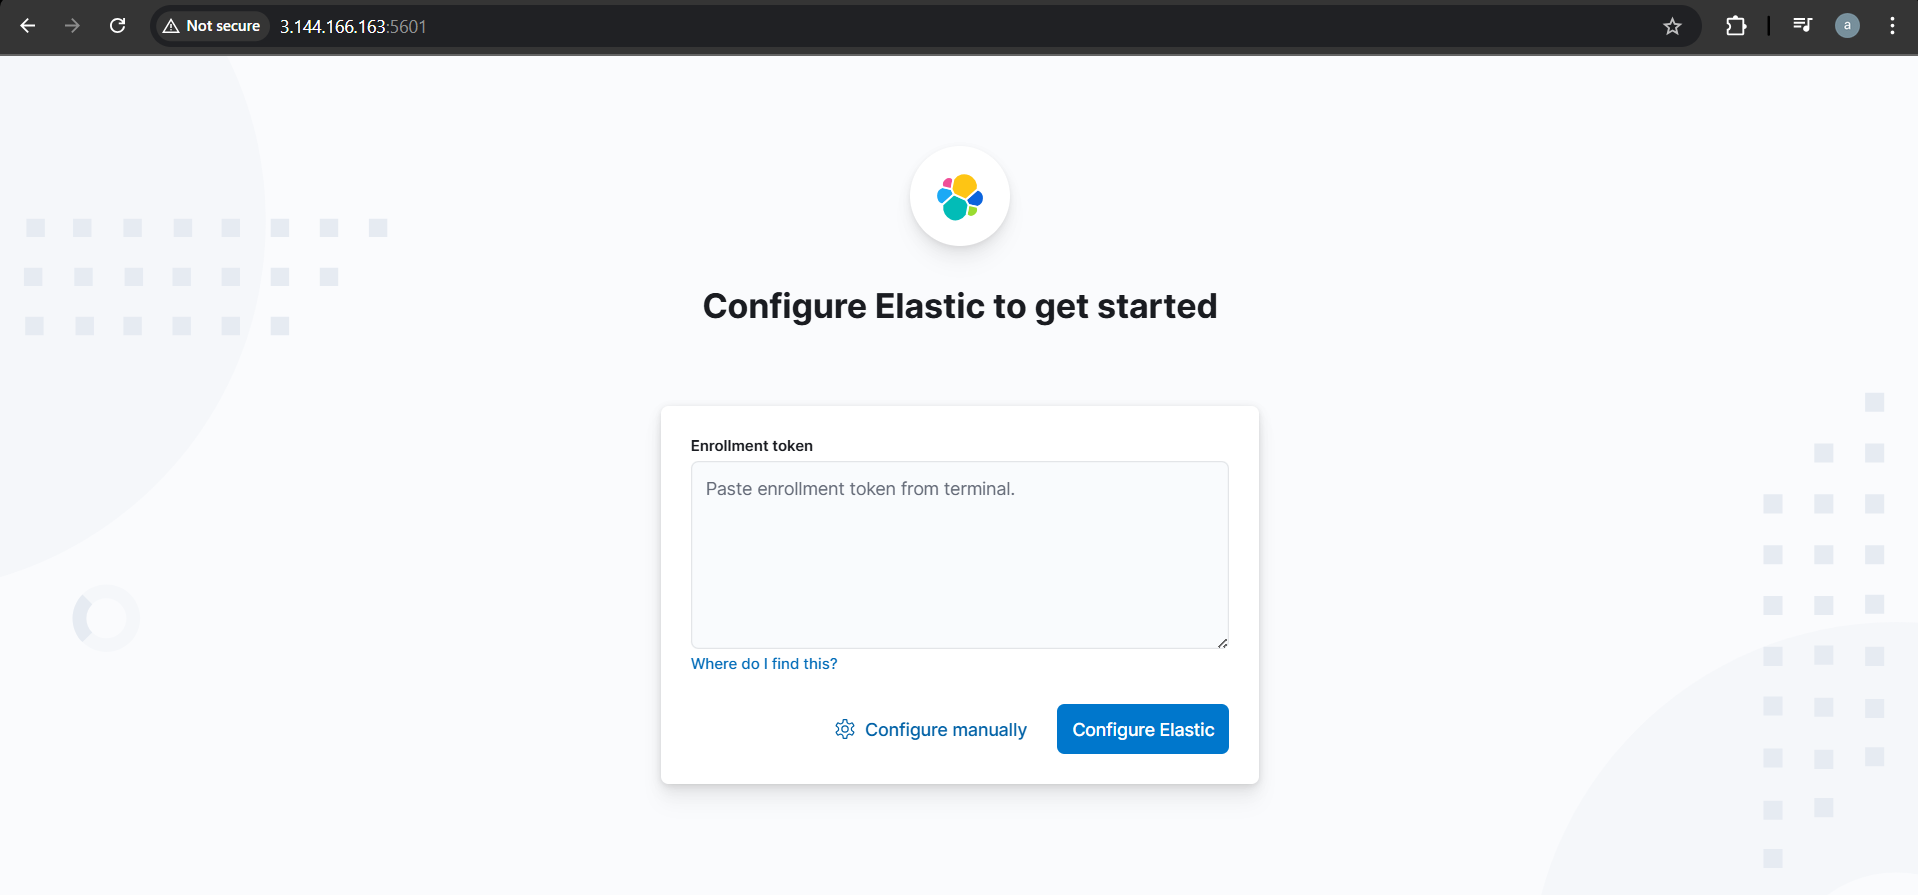 Not secure
3.144.166.163:5601
a
Configure Elastic to get started
Enrollment token
Paste enrollment token from terminal.
Where do I find this?
Configure manually
Configure Elastic